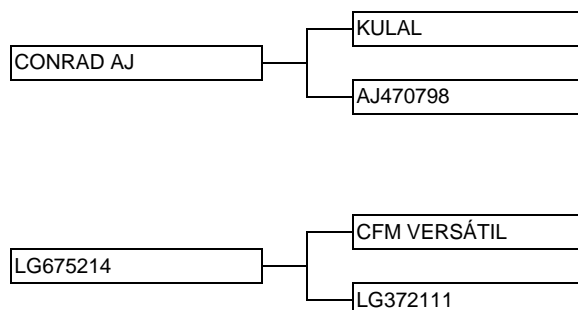 KULAL
CONRAD AJ
AJ470798
CFM VERSÁTIL
LG675214
LG372111